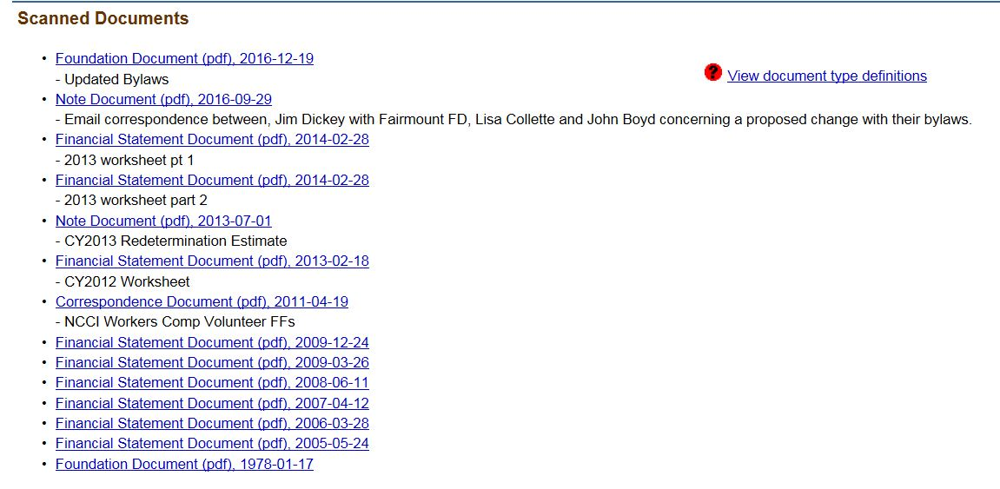 Scanned Documents
• Foundation Document (pdf), 2016-12-19
? View document type definitions
- Updated Bylaws
• Note Document (pdf), 2016-09-29
- Email correspondence between, Jim Dickey with Fairmount FD, Lisa Collette and John Boyd concerning a proposed change with their bylaws.
• Financial Statement Document (pdf), 2014-02-28
- 2013 worksheet pt 1
• Financial Statement Document (pdf), 2014-02-28
- 2013 worksheet part 2
• Note Document (pdf), 2013-07-01
- CY2013 Redetermination Estimate
• Financial Statement Document (pdf), 2013-02-18
- CY2012 Worksheet
• Correspondence Document (pdf), 2011-04-19
- NCCI Workers Comp Volunteer FFs
• Financial Statement Document (pdf), 2009-12-24
• Financial Statement Document (pdf), 2009-03-26
• Financial Statement Document (pdf), 2008-06-11
• Financial Statement Document (pdf), 2007-04-12
• Financial Statement Document (pdf), 2006-03-28
• Financial Statement Document (pdf), 2005-05-24
• Foundation Document (pdf), 1978-01-17